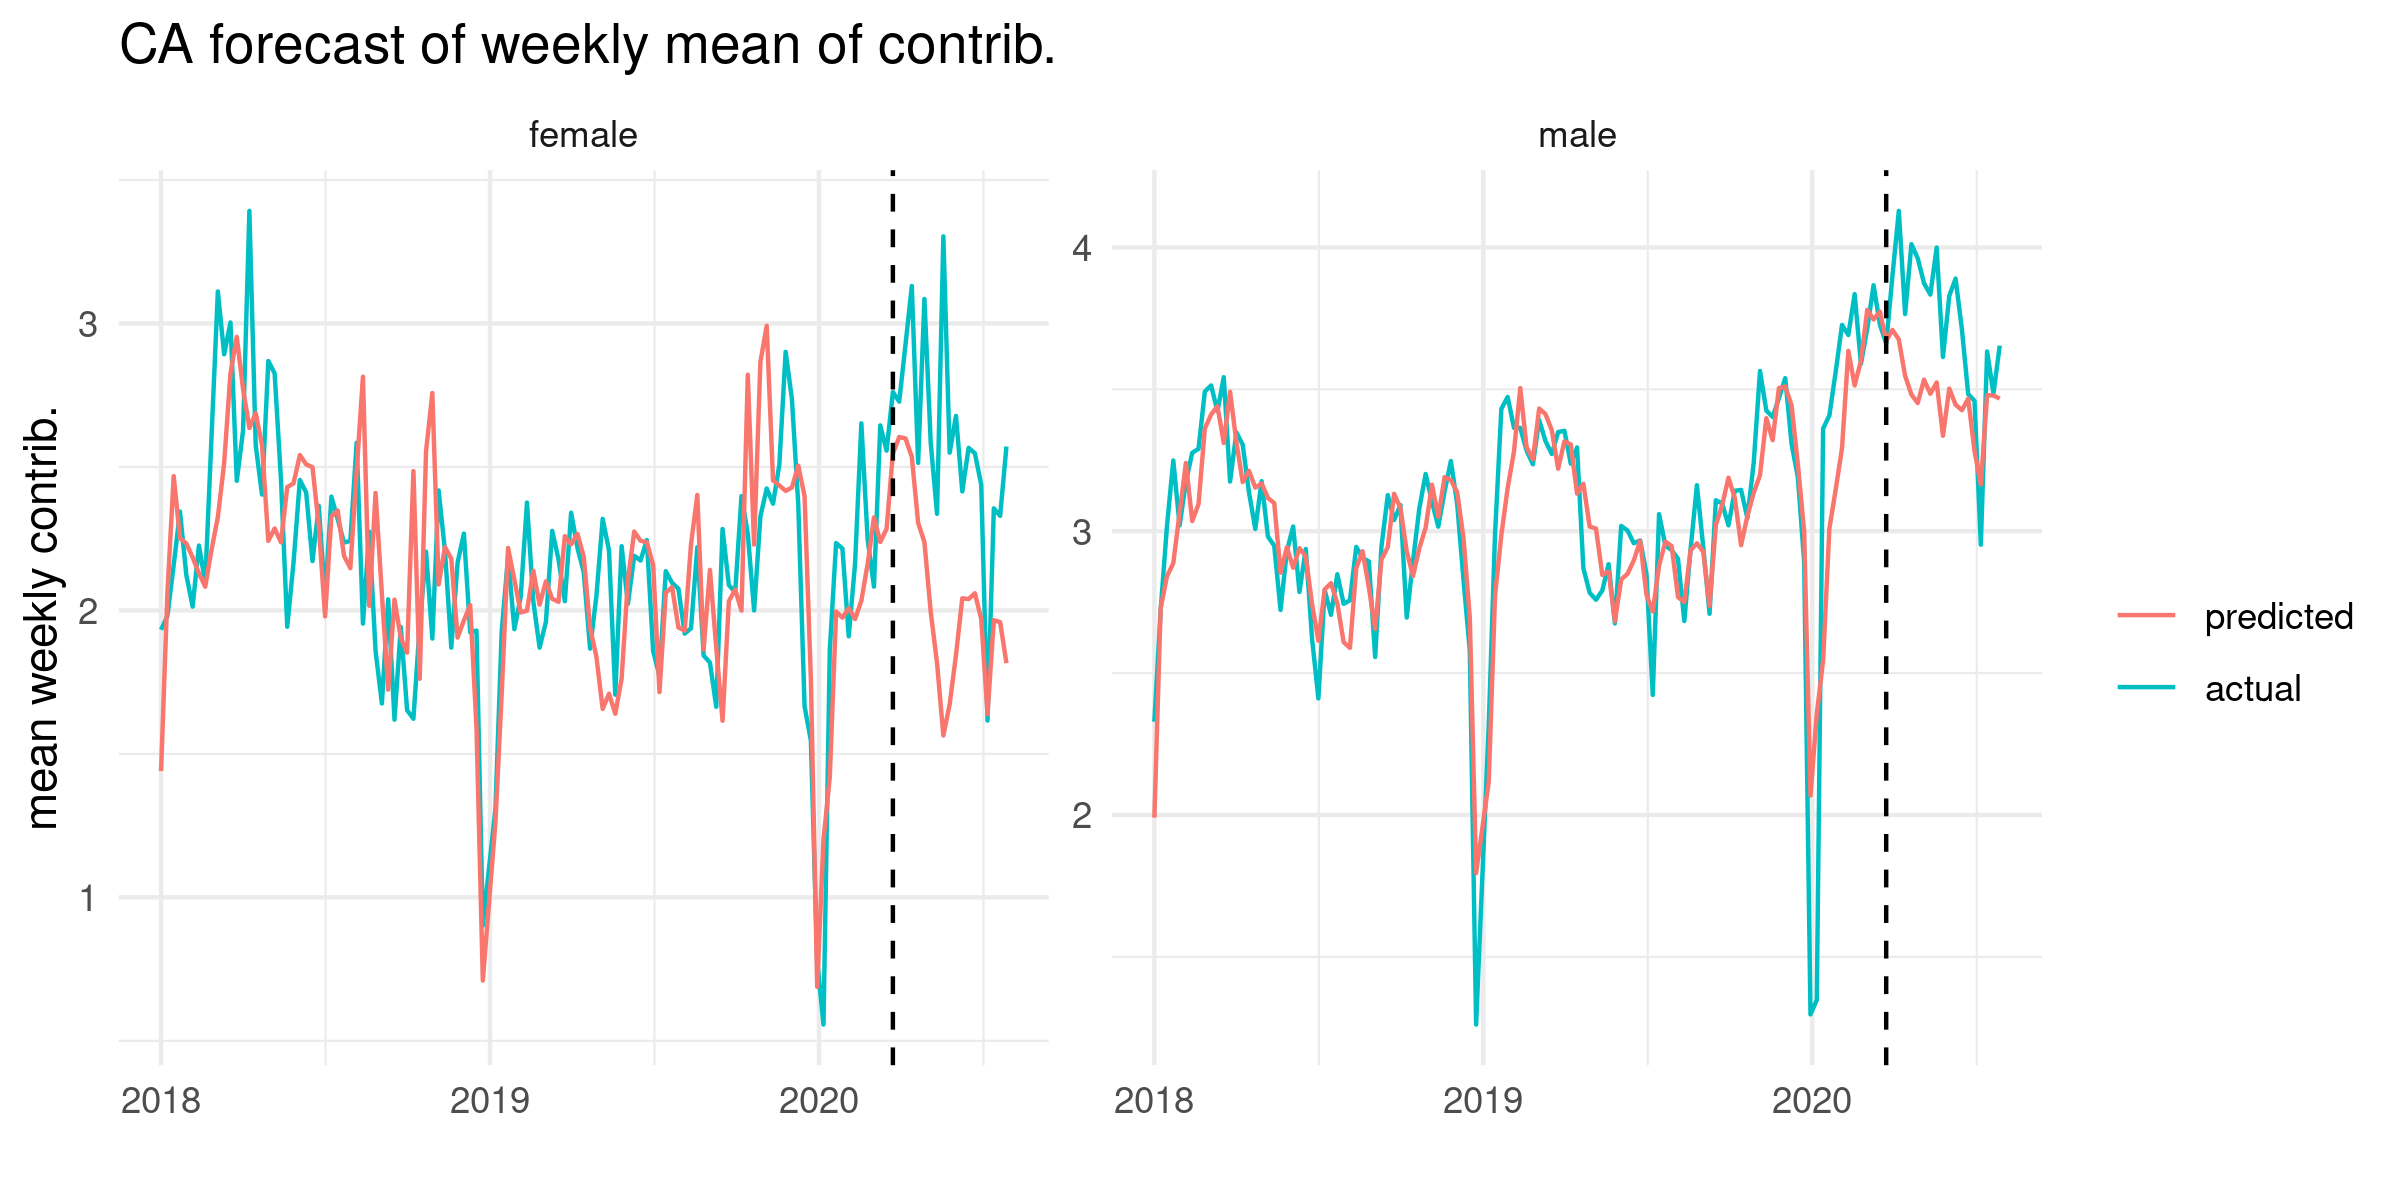 CA forecast of weekly mean of contrib.
female
male
mean weekly contrib.
3
2
1
4
3
2
2018
2019
2020
2018
2019
2020
predicted
actual